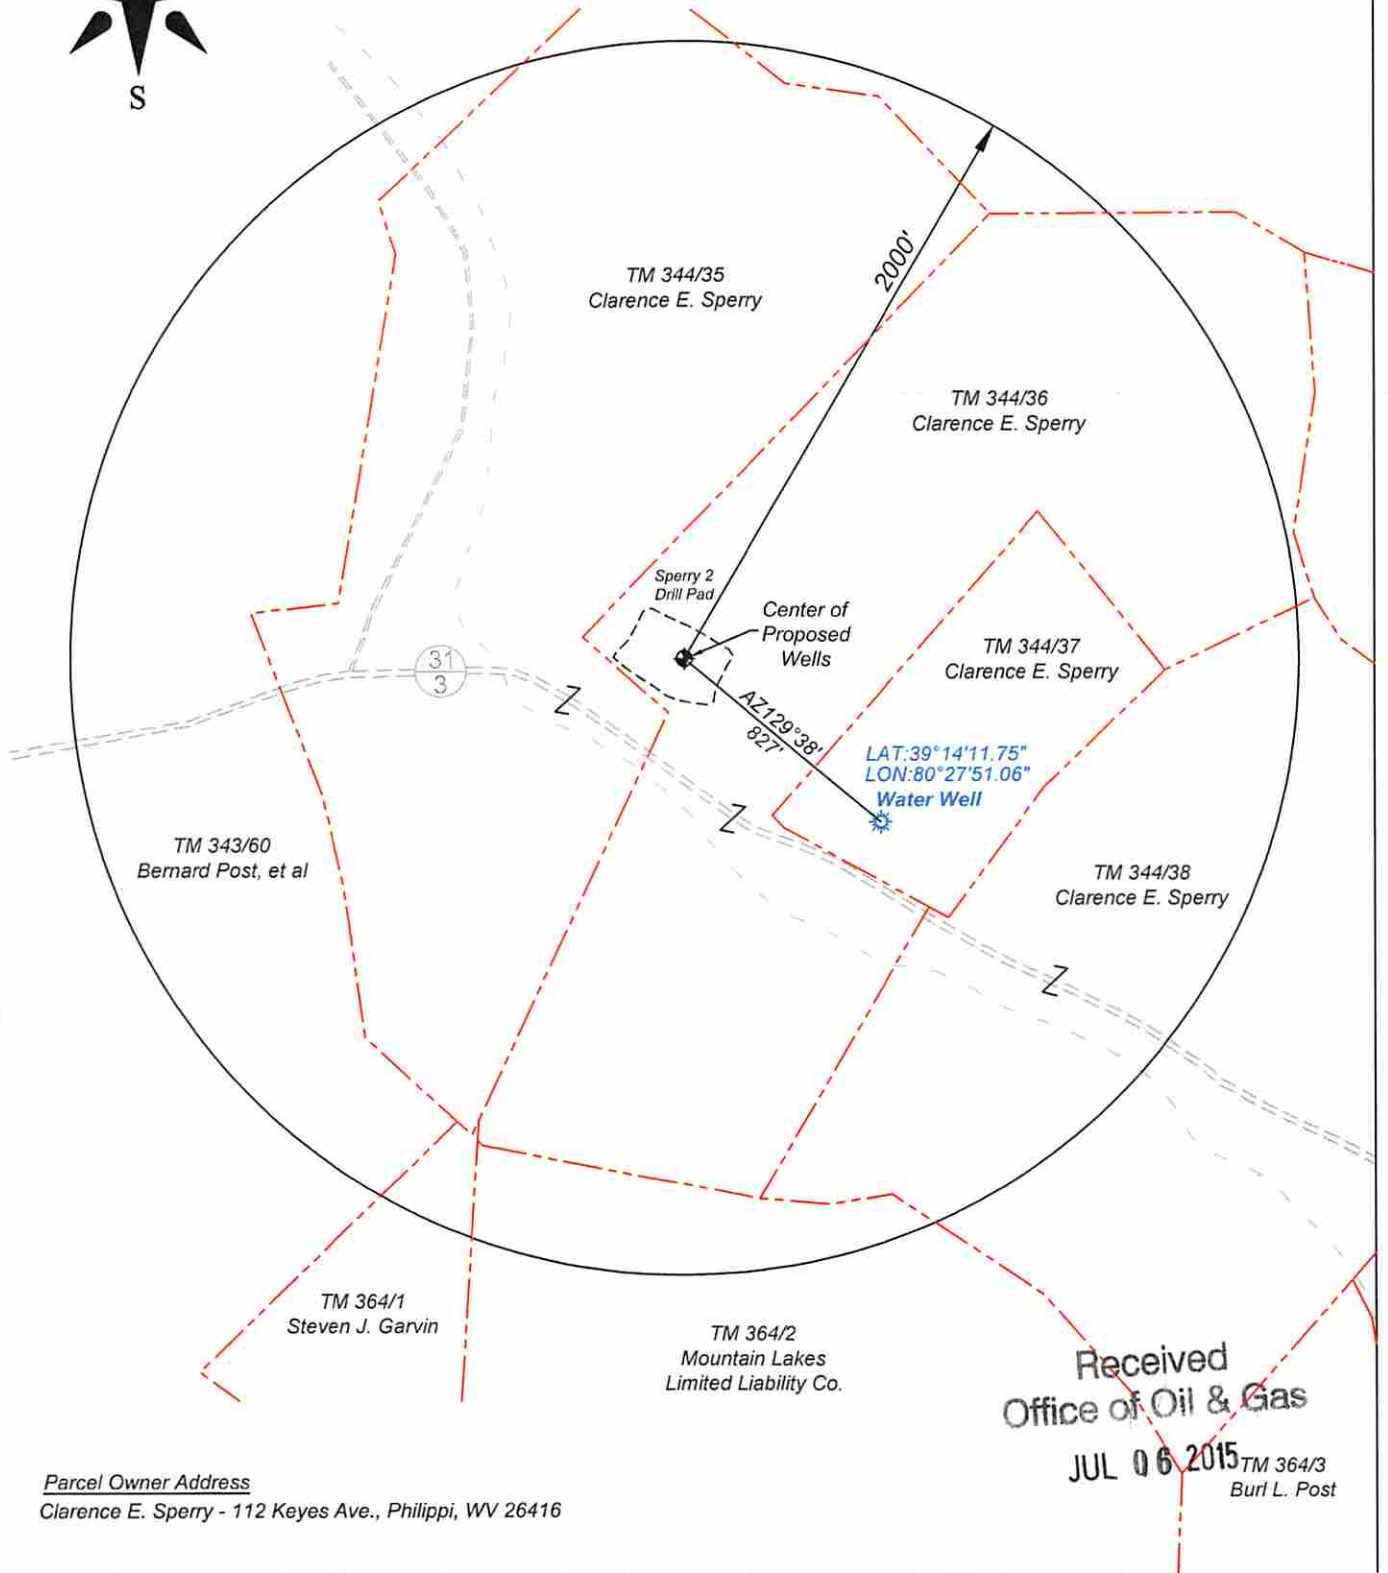 S
2000'
TM 344/35
Clarence E. Sperry
TM 344/36
Clarence E. Sperry
Sperry 2
Drill Pad
Center of
Proposed
Wells
TM 344/37
Clarence E. Sperry
31
3
Z
AZ129°38'
827'
LAT:39°14'11.75"
LON:80°27'51.06"
Water Well
Z
TM 343/60
Bernard Post, et al
TM 344/38
Clarence E. Sperry
Z
TM 364/1
Steven J. Garvin
TM 364/2
Mountain Lakes
Limited Liability Co.
Received
Office of Oil & Gas
JUL 06 2015
TM 364/3
Burl L. Post
Parcel Owner Address
Clarence E. Sperry - 112 Keyes Ave., Philippi, WV 26416